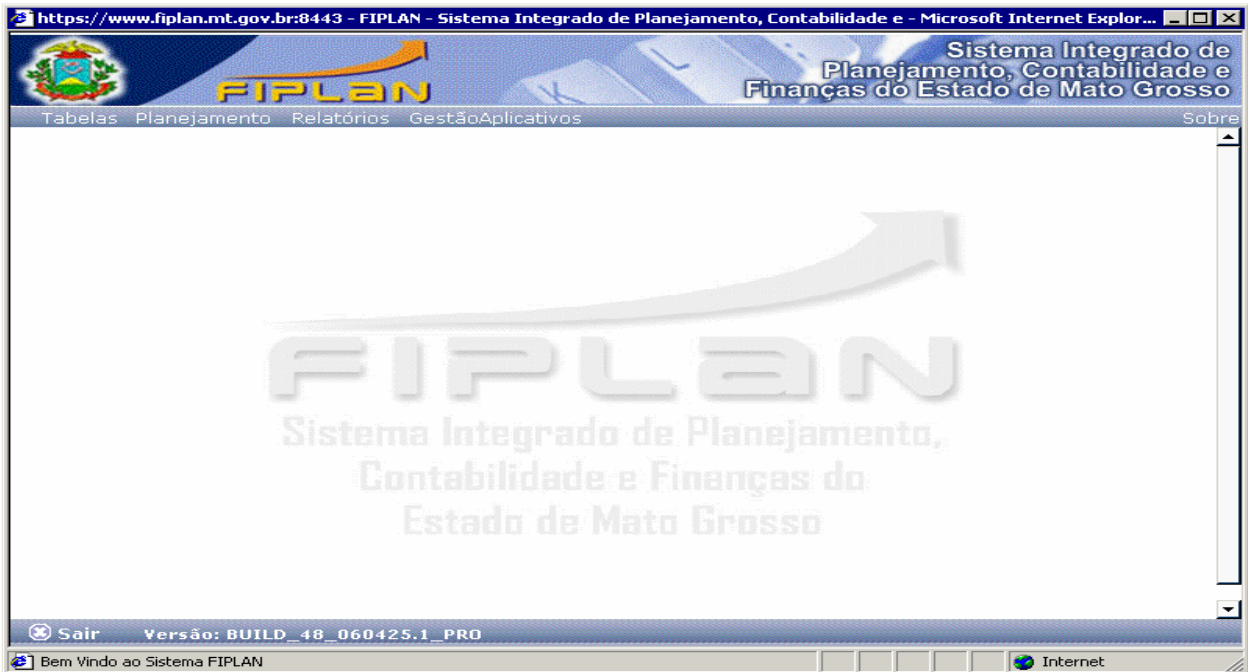 https://www.fiplan.mt.gov.br:8443 - FIPLAN - Sistema Integrado de Planejamento, Contabilidade e - Microsoft Internet Explor...
FIPLAN
Sistema Integrado de
Planejamento, Contabilidade e
Finanças do Estado de Mato Grosso
Tabelas Planejamento Relatórios GestãoAplicativos Sobre
FIPLAN
Sistema Integrado de Planejamento,
Contabilidade e Finanças do
Estado de Mato Grosso
Sair Versão: BUILD_48_060425.1_PRO
Bem Vindo ao Sistema FIPLAN Internet